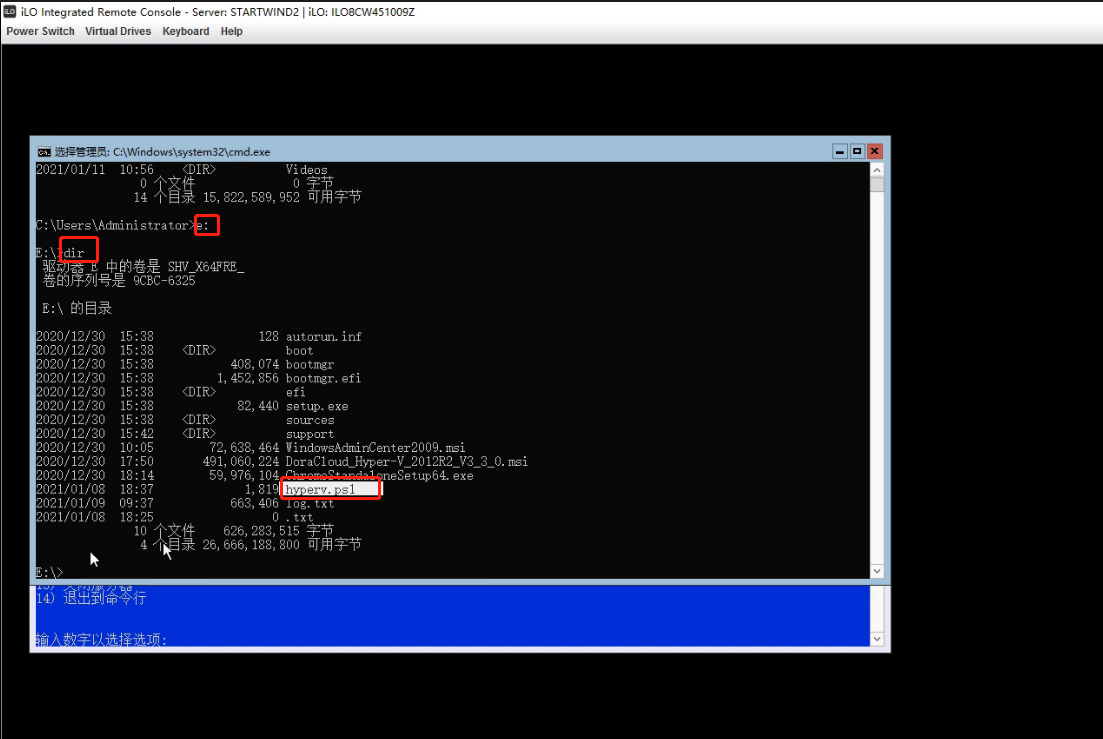 iLO Integrated Remote Console - Server: STARTWIND2 | iLO: ILO8CW451009Z
Power Switch Virtual Drives Keyboard Help
选择管理员: C:\Windows\system32\cmd.exe
2021/01/11 10:56 <DIR> Videos
0 个文件 0 字节
14 个目录 15,822,589,952 可用字节
C:\Users\Administrator>e:
E:\>dir
驱动器 E 中的卷是 SHV_X64FRE_
卷的序列号是 9CBC-6325
E:\ 的目录
2020/12/30 15:38 128 autorun.inf
2020/12/30 15:38 <DIR> boot
2020/12/30 15:38 408,074 bootmgr
2020/12/30 15:38 1,452,856 bootmgr.efi
2020/12/30 15:38 <DIR> efi
2020/12/30 15:38 82,440 setup.exe
2020/12/30 15:38 <DIR> sources
2020/12/30 15:42 <DIR> support
2020/12/30 10:05 72,638,464 WindowsAdminCenter2009.msi
2020/12/30 17:50 491,060,224 DoraCloud_Hyper-V_2012R2_V3_3_0.msi
2020/12/30 18:14 59,976,104 ChromeStandaloneSetup64.exe
2021/01/08 18:37 1,819 hyperv.ps1
2021/01/09 09:37 663,406 log.txt
2021/01/08 18:25 0 .txt
10 个文件 626,283,515 字节
4 个目录 26,666,188,800 可用字节
E:\>
13) 关闭服务器
14) 退出到命令行
输入数字以选择选项: